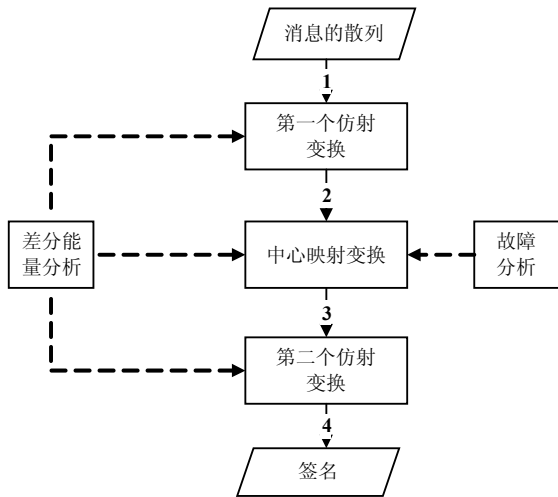 消息的散列
1
第一个仿射
变换
2
差分能
量分析
中心映射变换
故障
分析
3
第二个仿射
变换
4
签名